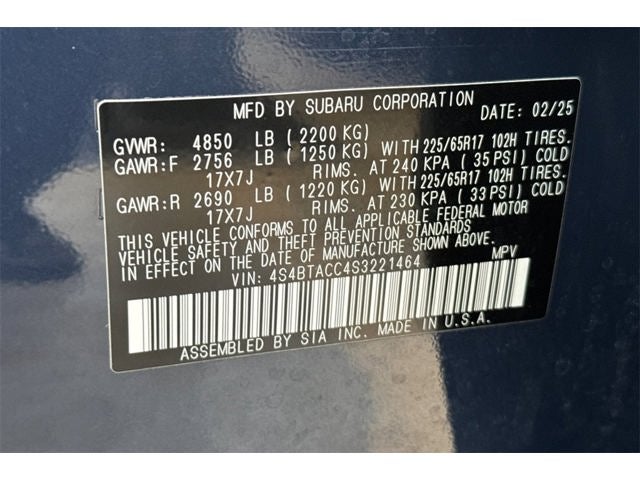 MFD BY SUBARU CORPORATION DATE: 02/25
GVWR: 4850 LB (2200 KG)
GAWR:F 2756 LB (1250 KG) WITH 225/65R17 102H TIRES.
17X7J RIMS. AT 240 KPA (35 PSI) COLD
GAWR:R 2690 LB (1220 KG) WITH 225/65R17 102H TIRES.
17X7J RIMS. AT 230 KPA (33 PSI) COLD
THIS VEHICLE CONFORMS TO ALL APPLICABLE FEDERAL MOTOR
VEHICLE SAFETY AND THEFT PREVENTION STANDARDS
IN EFFECT ON THE DATE OF MANUFACTURE SHOWN ABOVE.
VIN: 4S4BTACC4S3221464 MPV
ASSEMBLED BY SIA INC. MADE IN U.S.A.